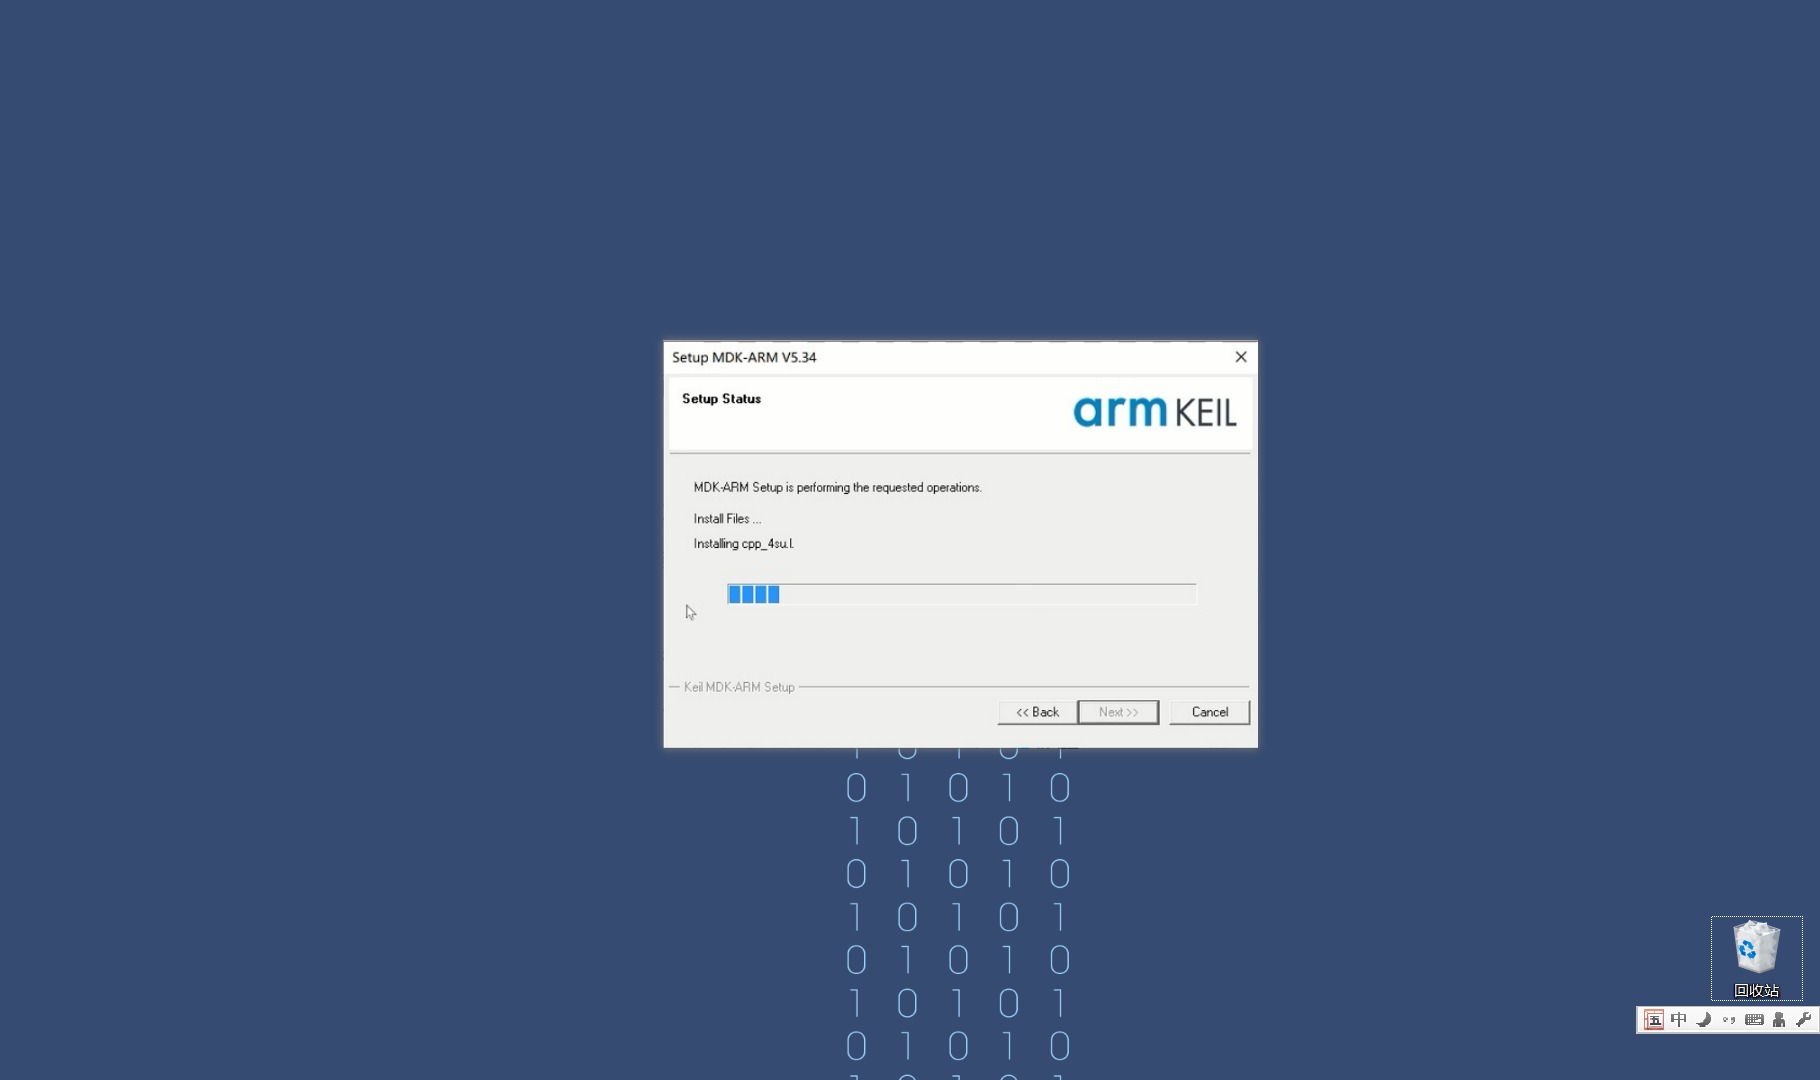 Setup MDK-ARM V5.34
Setup Status
arm KEIL
MDK-ARM Setup is performing the requested operations.
Install Files ...
Installing cpp_4su.l.
Keil MDK-ARM Setup
<< Back
Next >>
Cancel
0 1 0 1 0
1 0 1 0 1
0 1 0 1 0
1 0 1 0 1
0 1 0 1 0
1 0 1 0 1
0 1 0 1 0
回收站
五 中